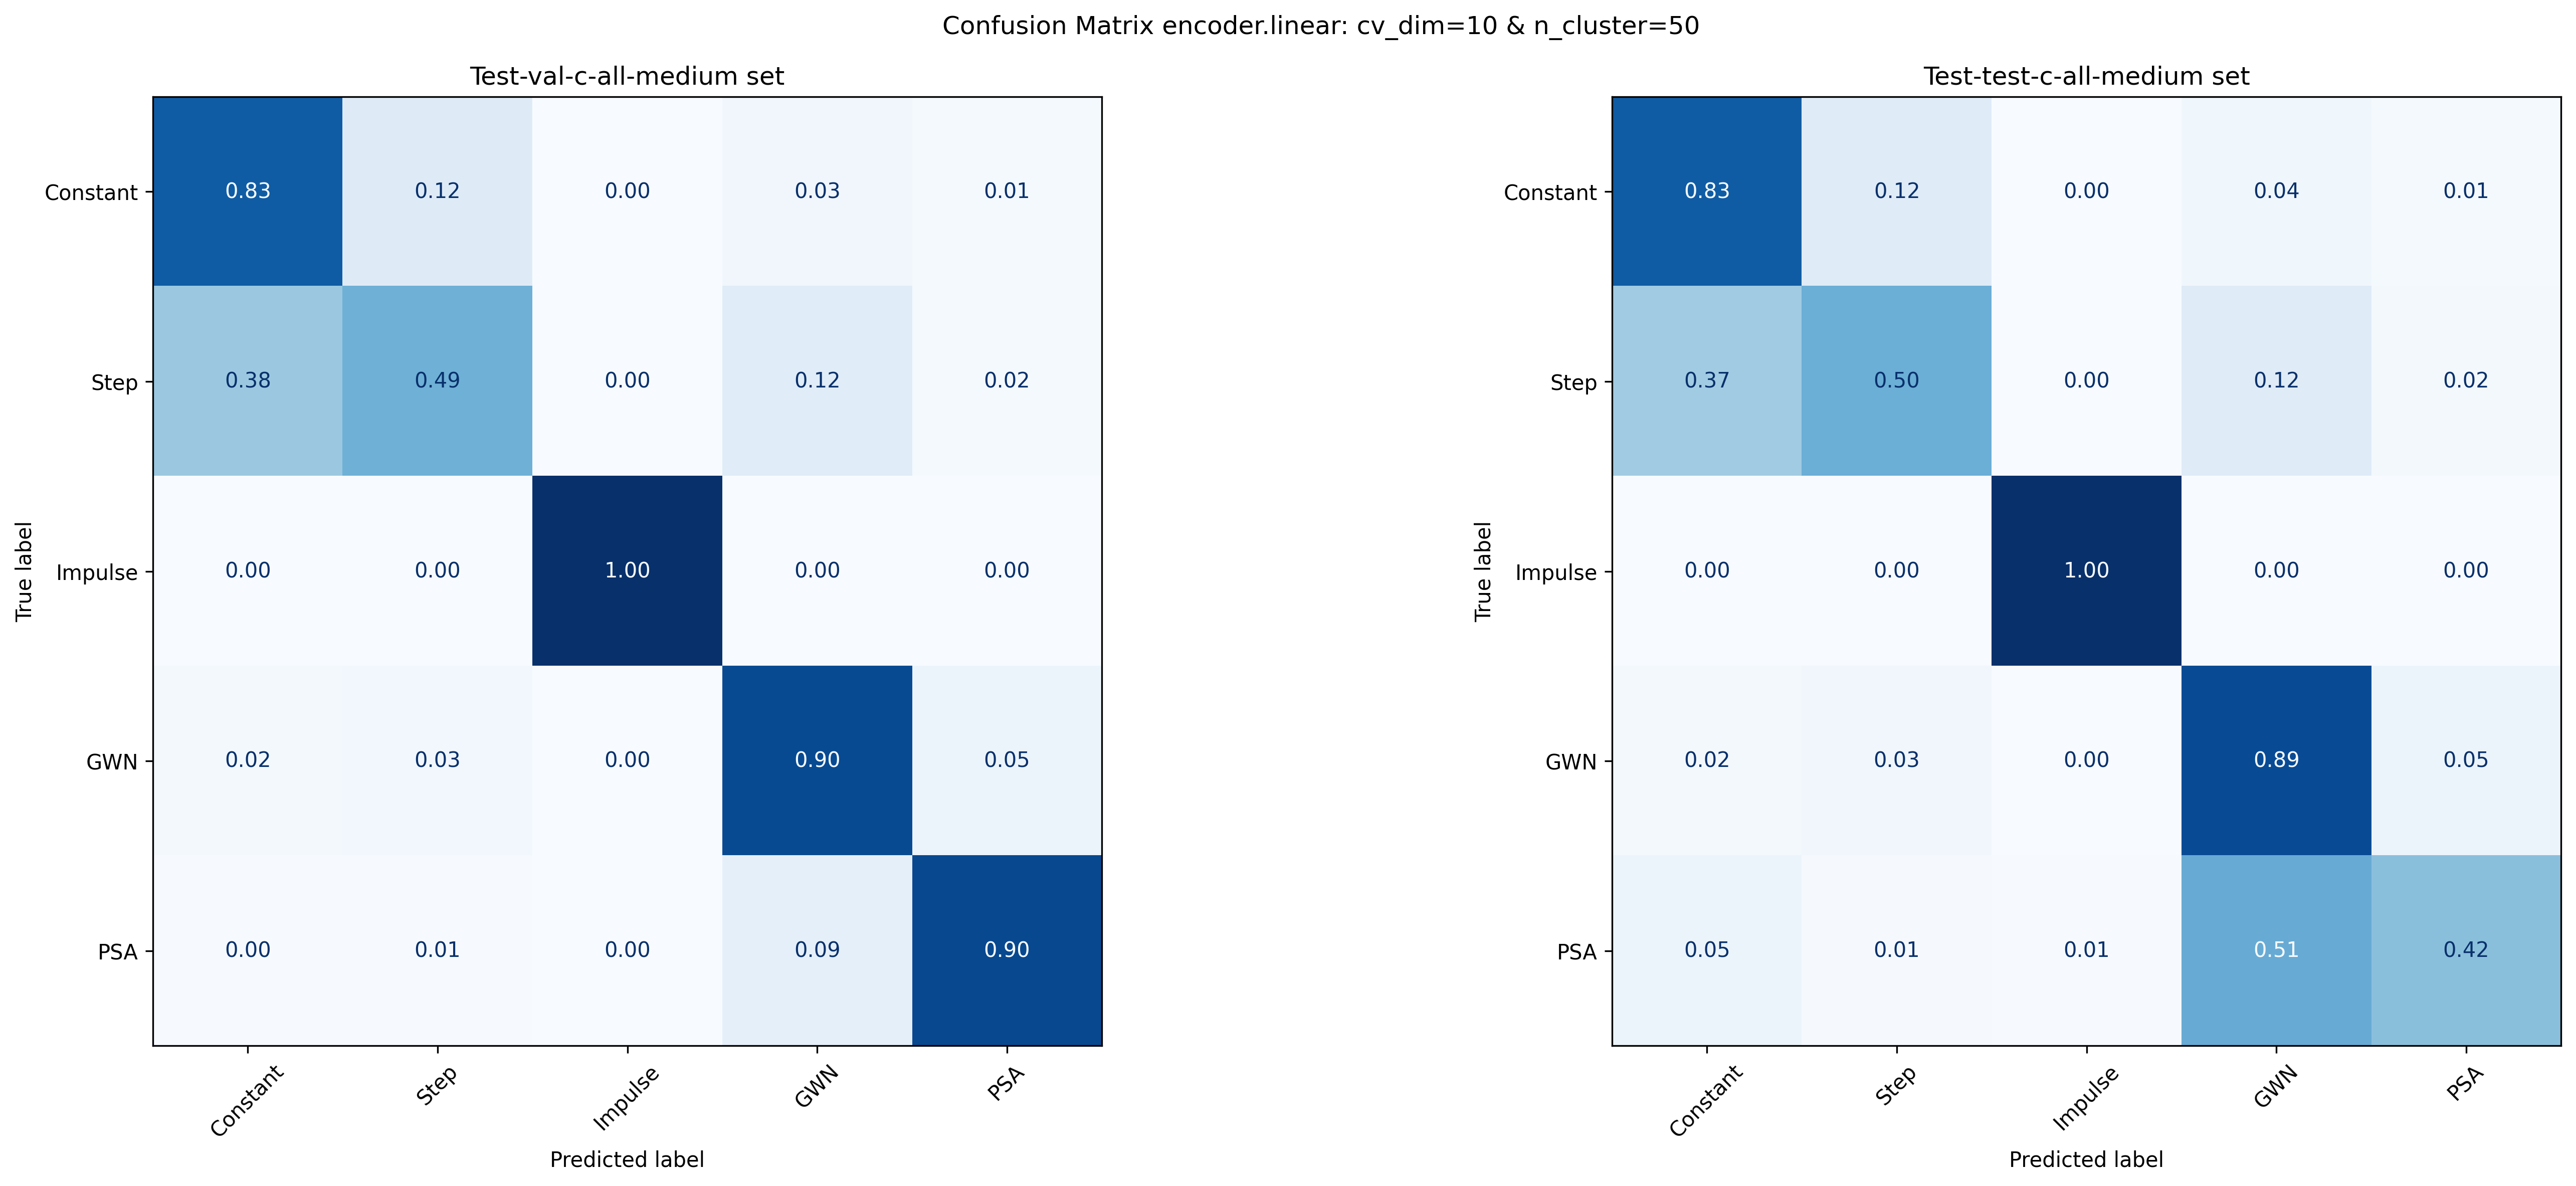 Confusion Matrix encoder.linear: cv_dim=10 & n_cluster=50
Test-val-c-all-medium set
True label
Constant 0.83 0.12 0.00 0.03 0.01
Step 0.38 0.49 0.00 0.12 0.02
Impulse 0.00 0.00 1.00 0.00 0.00
GWN 0.02 0.03 0.00 0.90 0.05
PSA 0.00 0.01 0.00 0.09 0.90
Constant Step Impulse GWN PSA
Predicted label
Test-test-c-all-medium set
True label
Constant 0.83 0.12 0.00 0.04 0.01
Step 0.37 0.50 0.00 0.12 0.02
Impulse 0.00 0.00 1.00 0.00 0.00
GWN 0.02 0.03 0.00 0.89 0.05
PSA 0.05 0.01 0.01 0.51 0.42
Constant Step Impulse GWN PSA
Predicted label